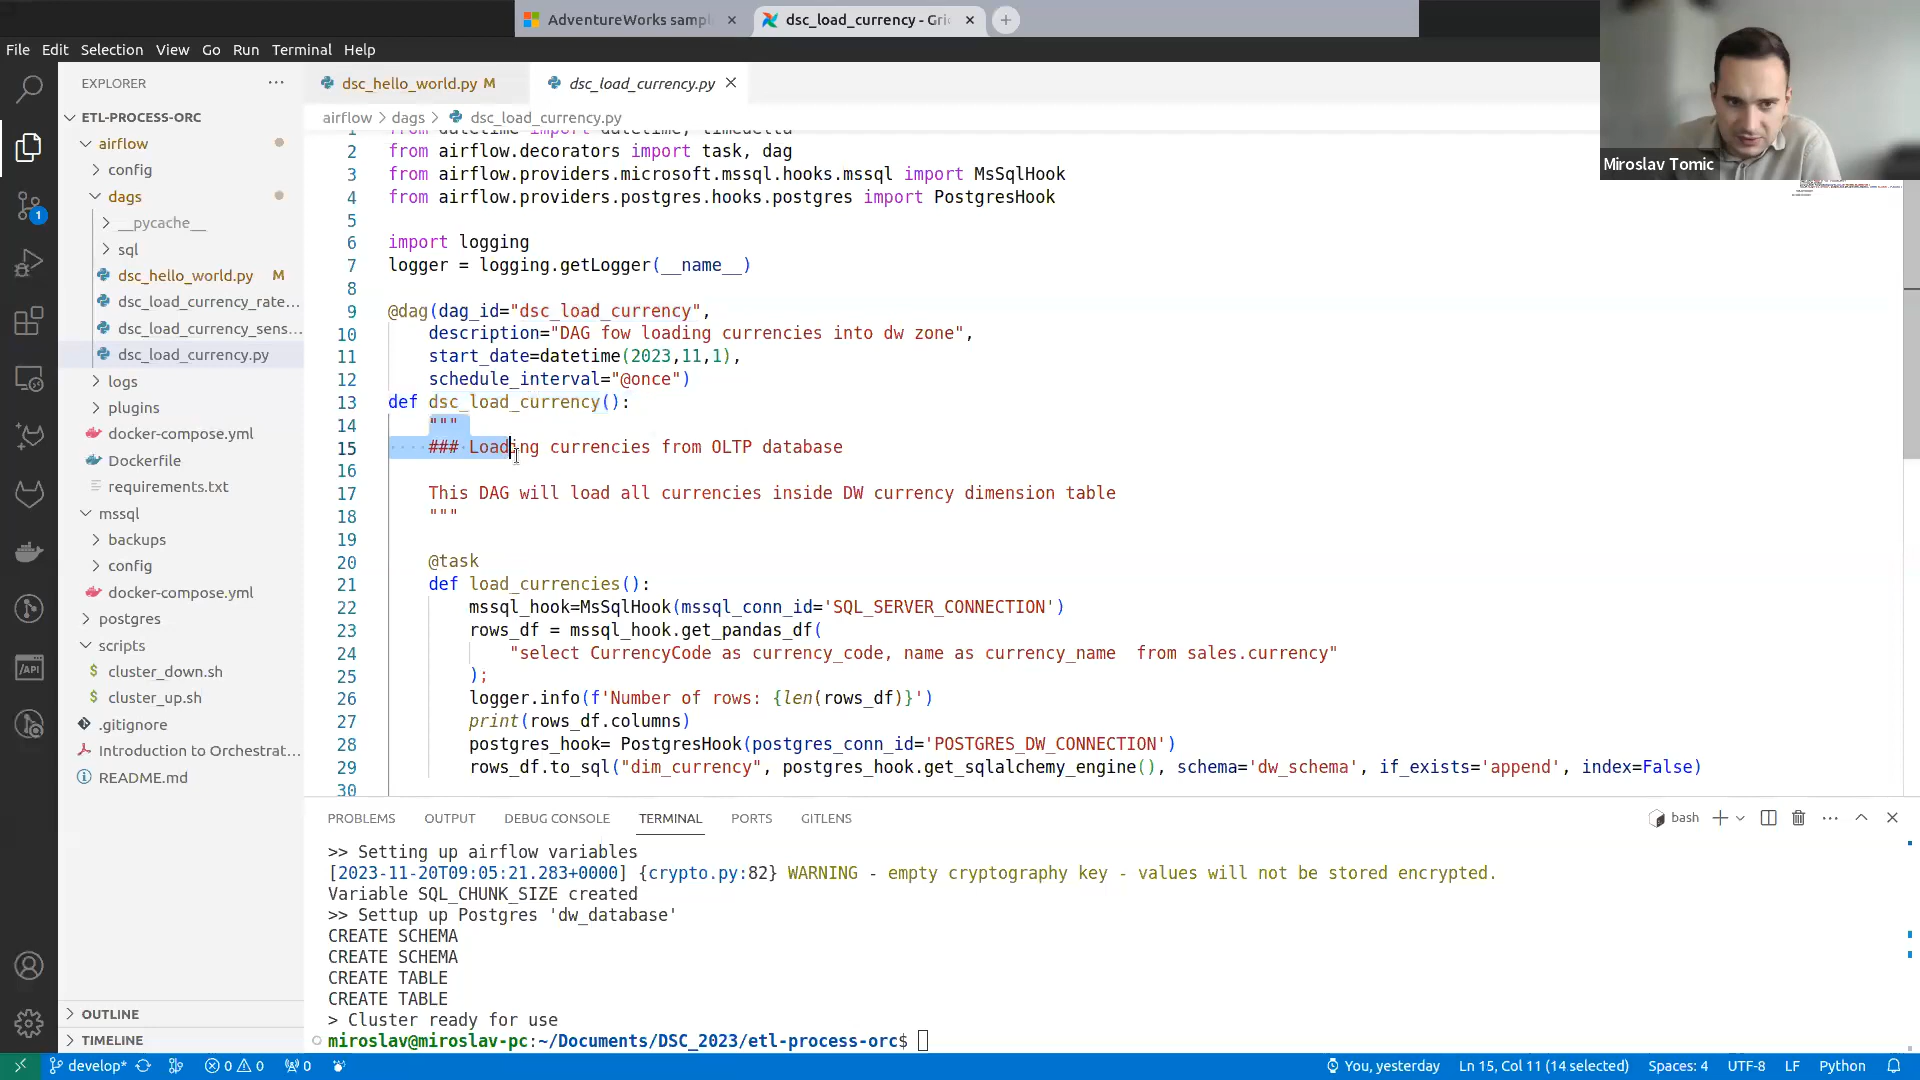 AdventureWorks sampl
dsc_load_currency - Gri
File Edit Selection View Go Run Terminal Help
EXPLORER
ETL-PROCESS-ORC
airflow
config
dags
__pycache__
sql
dsc_hello_world.py M
dsc_load_currency_rate...
dsc_load_currency_sens...
dsc_load_currency.py
logs
plugins
docker-compose.yml
Dockerfile
requirements.txt
mssql
backups
config
docker-compose.yml
postgres
scripts
cluster_down.sh
cluster_up.sh
.gitignore
Introduction to Orchestrat...
README.md
OUTLINE
TIMELINE
1
dsc_hello_world.py M
dsc_load_currency.py
airflow > dags > dsc_load_currency.py
1 from datetime import datetime, timedelta
2 from airflow.decorators import task, dag
3 from airflow.providers.microsoft.mssql.hooks.mssql import MsSqlHook
4 from airflow.providers.postgres.hooks.postgres import PostgresHook
5
6 import logging
7 logger = logging.getLogger(__name__)
8
9 @dag(dag_id="dsc_load_currency",
10 description="DAG fow loading currencies into dw zone",
11 start_date=datetime(2023,11,1),
12 schedule_interval="@once")
13 def dsc_load_currency():
14 """
15 ### Loading currencies from OLTP database
16
17 This DAG will load all currencies inside DW currency dimension table
18 """
19
20 @task
21 def load_currencies():
22 mssql_hook=MsSqlHook(mssql_conn_id='SQL_SERVER_CONNECTION')
23 rows_df = mssql_hook.get_pandas_df(
24 "select CurrencyCode as currency_code, name as currency_name  from sales.currency"
25 );
26 logger.info(f'Number of rows: {len(rows_df)}')
27 print(rows_df.columns)
28 postgres_hook= PostgresHook(postgres_conn_id='POSTGRES_DW_CONNECTION')
29 rows_df.to_sql("dim_currency", postgres_hook.get_sqlalchemy_engine(), schema='dw_schema', if_exists='append', index=False)
30
Miroslav Tomic
PROBLEMS OUTPUT DEBUG CONSOLE TERMINAL PORTS GITLENS
bash
>> Setting up airflow variables
[2023-11-20T09:05:21.283+0000] {crypto.py:82} WARNING - empty cryptography key - values will not be stored encrypted.
Variable SQL_CHUNK_SIZE created
>> Settup up Postgres 'dw_database'
CREATE SCHEMA
CREATE SCHEMA
CREATE TABLE
CREATE TABLE
> Cluster ready for use
miroslav@miroslav-pc:~/Documents/DSC_2023/etl-process-orc$
develop* 0 0 0 You, yesterday Ln 15, Col 11 (14 selected) Spaces: 4 UTF-8 LF Python